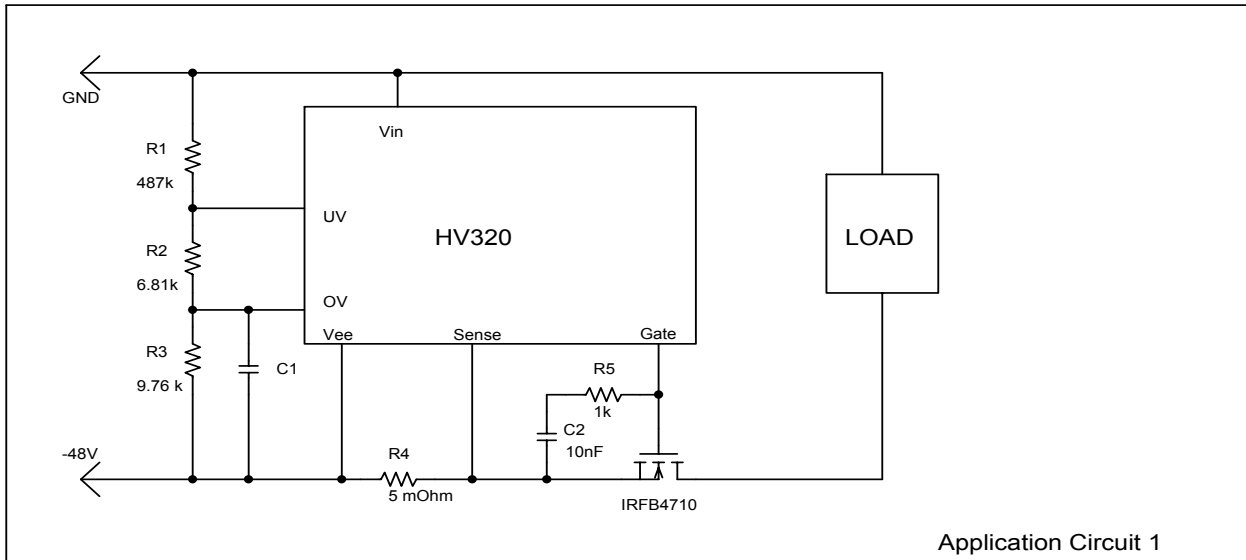 GND
Vin
R1
487k
UV
HV320
LOAD
R2
6.81k
OV
Vee
Sense
Gate
R3
9.76 k
C1
R5
1k
C2
10nF
-48V
R4
5 mOhm
IRFB4710
Application Circuit 1